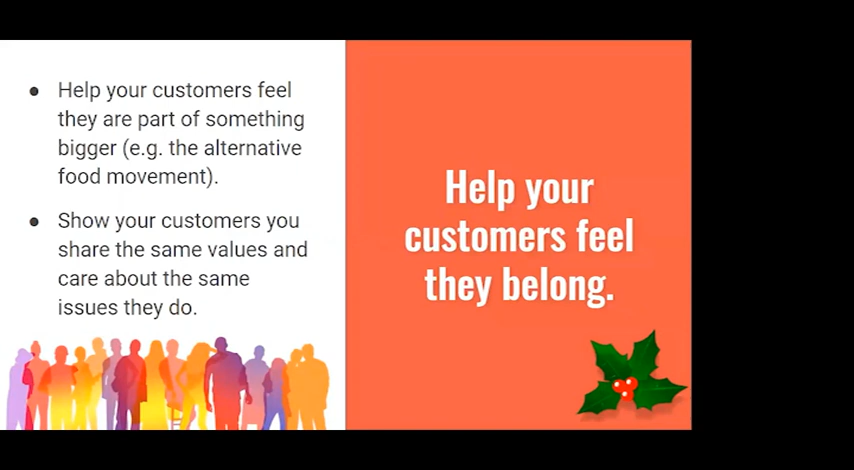 ● Help your customers feel
they are part of something
bigger (e.g. the alternative
food movement).
● Show your customers you
share the same values and
care about the same
issues they do.
Help your
customers feel
they belong.